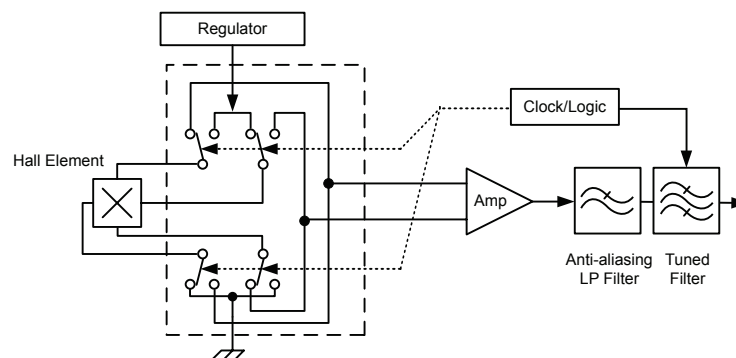 Regulator
Clock/Logic
Hall Element
Amp
Anti-aliasing
LP Filter
Tuned
Filter